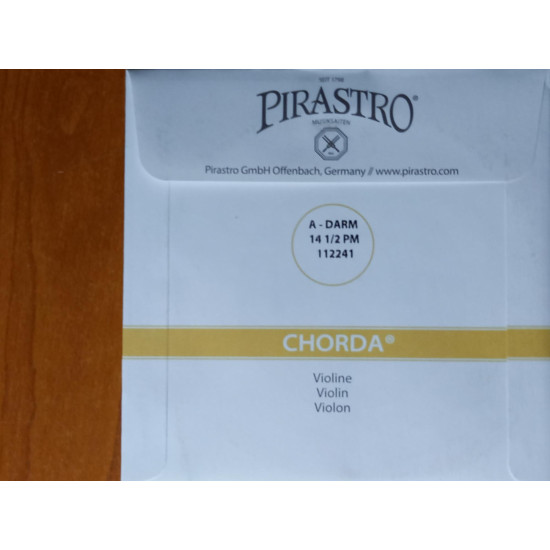 SEIT 1798
PIRASTRO®
MUSIKSAITEN
Pirastro GmbH Offenbach, Germany // www.pirastro.com
A - DARM
14 1/2 PM
112241
CHORDA®
Violine
Violin
Violon